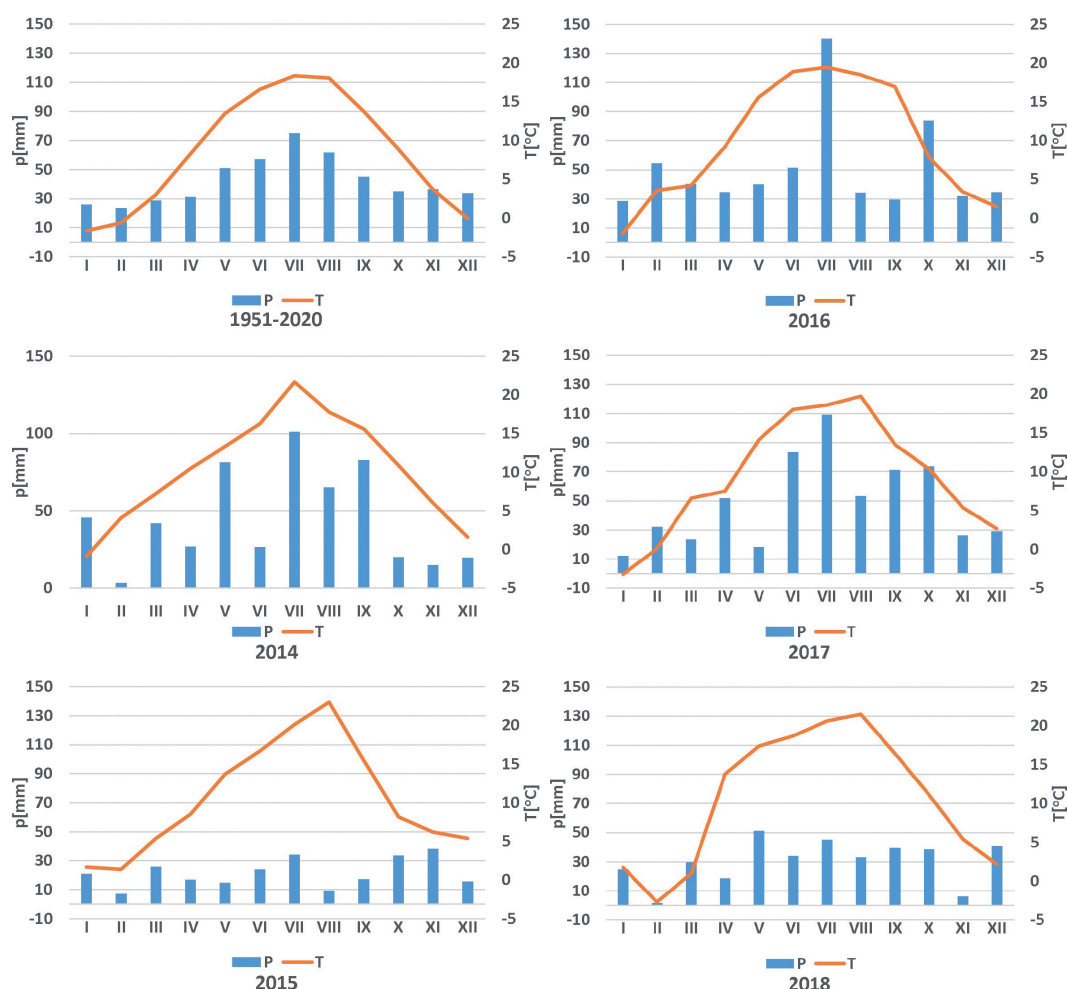 150 25
130 20
110 15
90
70 10
50 5
30 0
10
-10 -5
p[mm]
T[°C]
I II III IV V VI VII VIII IX X XI XII
P T
1951-2020
150 25
130 20
110 15
90
70 10
50 5
30 0
10
-10 -5
p[mm]
T[°C]
I II III IV V VI VII VIII IX X XI XII
P T
2016
150 25
20
100 15
10
50 5
0
0 -5
p[mm]
T[°C]
I II III IV V VI VII VIII IX X XI XII
P T
2014
150 25
130 20
110 15
90
70 10
50 5
30 0
10
-10 -5
p[mm]
T[°C]
I II III IV V VI VII VIII IX X XI XII
P T
2017
150 25
130 20
110 15
90
70 10
50 5
30 0
10
-10 -5
p[mm]
T[°C]
I II III IV V VI VII VIII IX X XI XII
P T
2015
150 25
130 20
110 15
90
70 10
50 5
30 0
10
-10 -5
p[mm]
T[°C]
I II III IV V VI VII VIII IX X XI XII
P T
2018